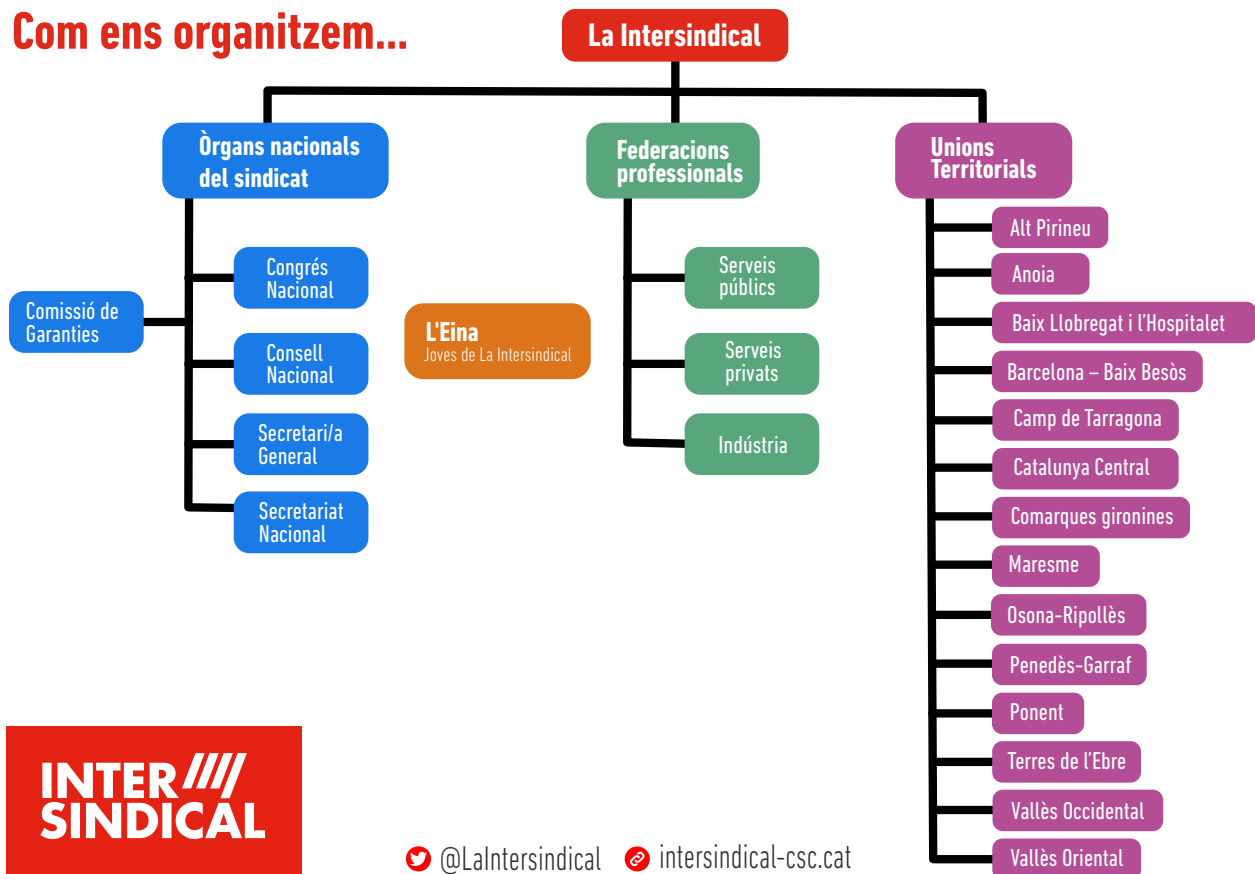 Com ens organitzem...
La Intersindical
Òrgans nacionals
del sindicat
Comissió de
Garanties
Congrés
Nacional
Consell
Nacional
Secretari/a
General
Secretariat
Nacional
L'Eina
Joves de La Intersindical
Federacions
professionals
Serveis
públics
Serveis
privats
Indústria
Unions
Territorials
Alt Pirineu
Anoia
Baix Llobregat i l'Hospitalet
Barcelona – Baix Besòs
Camp de Tarragona
Catalunya Central
Comarques gironines
Maresme
Osona-Ripollès
Penedès-Garraf
Ponent
Terres de l'Ebre
Vallès Occidental
Vallès Oriental
INTER
SINDICAL
@LaIntersindical
intersindical-csc.cat